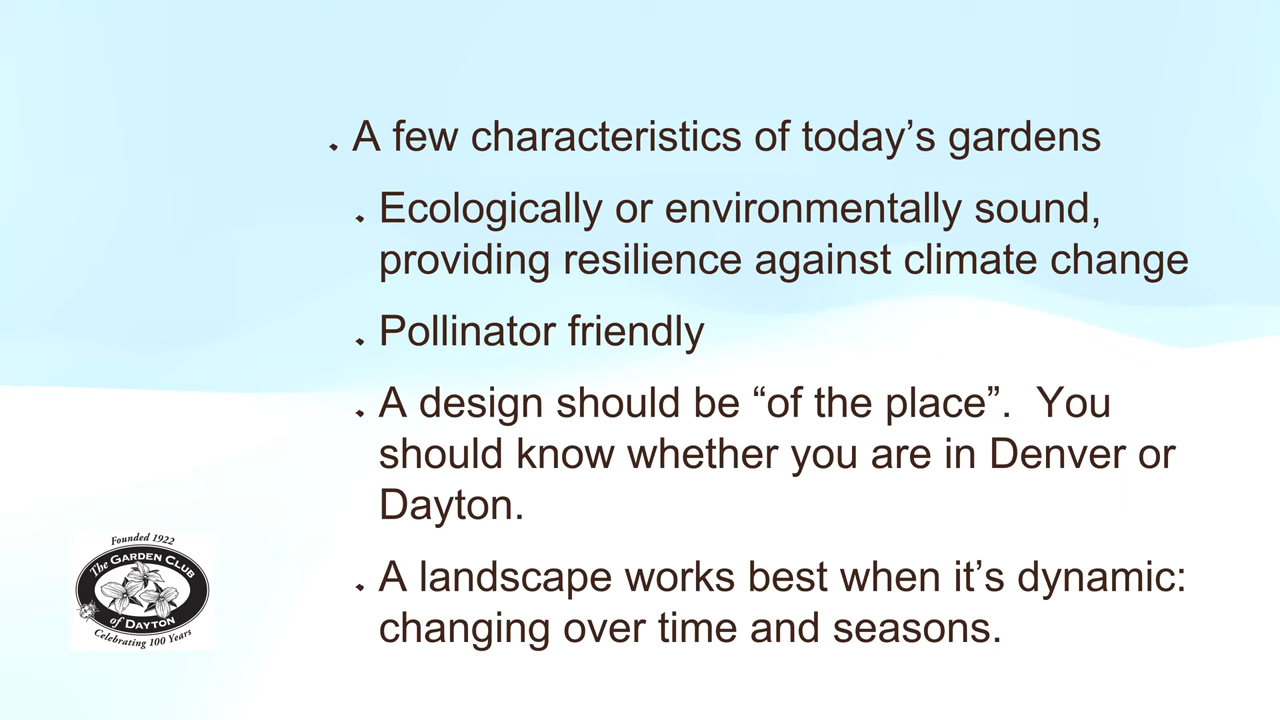 A few characteristics of today’s gardens
Ecologically or environmentally sound,
providing resilience against climate change
Pollinator friendly
A design should be “of the place”.  You
should know whether you are in Denver or
Dayton.
A landscape works best when it’s dynamic:
changing over time and seasons.
Founded 1922
The Garden Club
of Dayton
Celebrating 100 Years